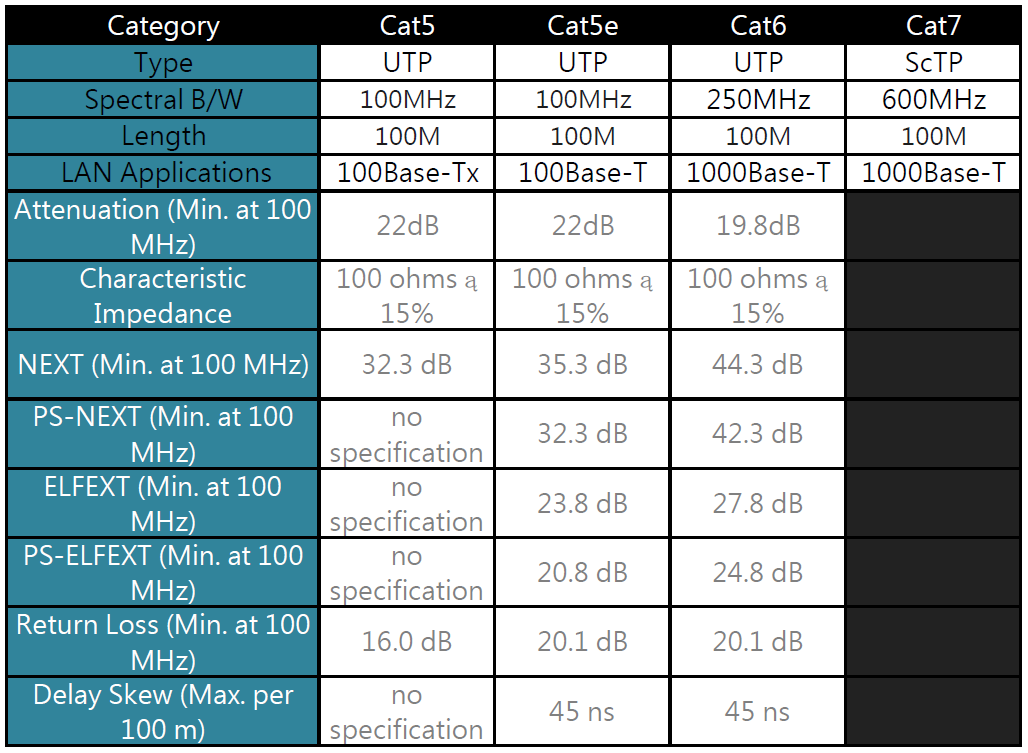 Category Cat5 Cat5e Cat6 Cat7
Type UTP UTP UTP ScTP
Spectral B/W 100MHz 100MHz 250MHz 600MHz
Length 100M 100M 100M 100M
LAN Applications 100Base-Tx 100Base-T 1000Base-T 1000Base-T
Attenuation (Min. at 100
MHz) 22dB 22dB 19.8dB
Characteristic
Impedance 100 ohms ą
15% 100 ohms ą
15% 100 ohms ą
15%
NEXT (Min. at 100 MHz) 32.3 dB 35.3 dB 44.3 dB
PS-NEXT (Min. at 100
MHz) no
specification 32.3 dB 42.3 dB
ELFEXT (Min. at 100
MHz) no
specification 23.8 dB 27.8 dB
PS-ELFEXT (Min. at 100
MHz) no
specification 20.8 dB 24.8 dB
Return Loss (Min. at 100
MHz) 16.0 dB 20.1 dB 20.1 dB
Delay Skew (Max. per
100 m) no
specification 45 ns 45 ns